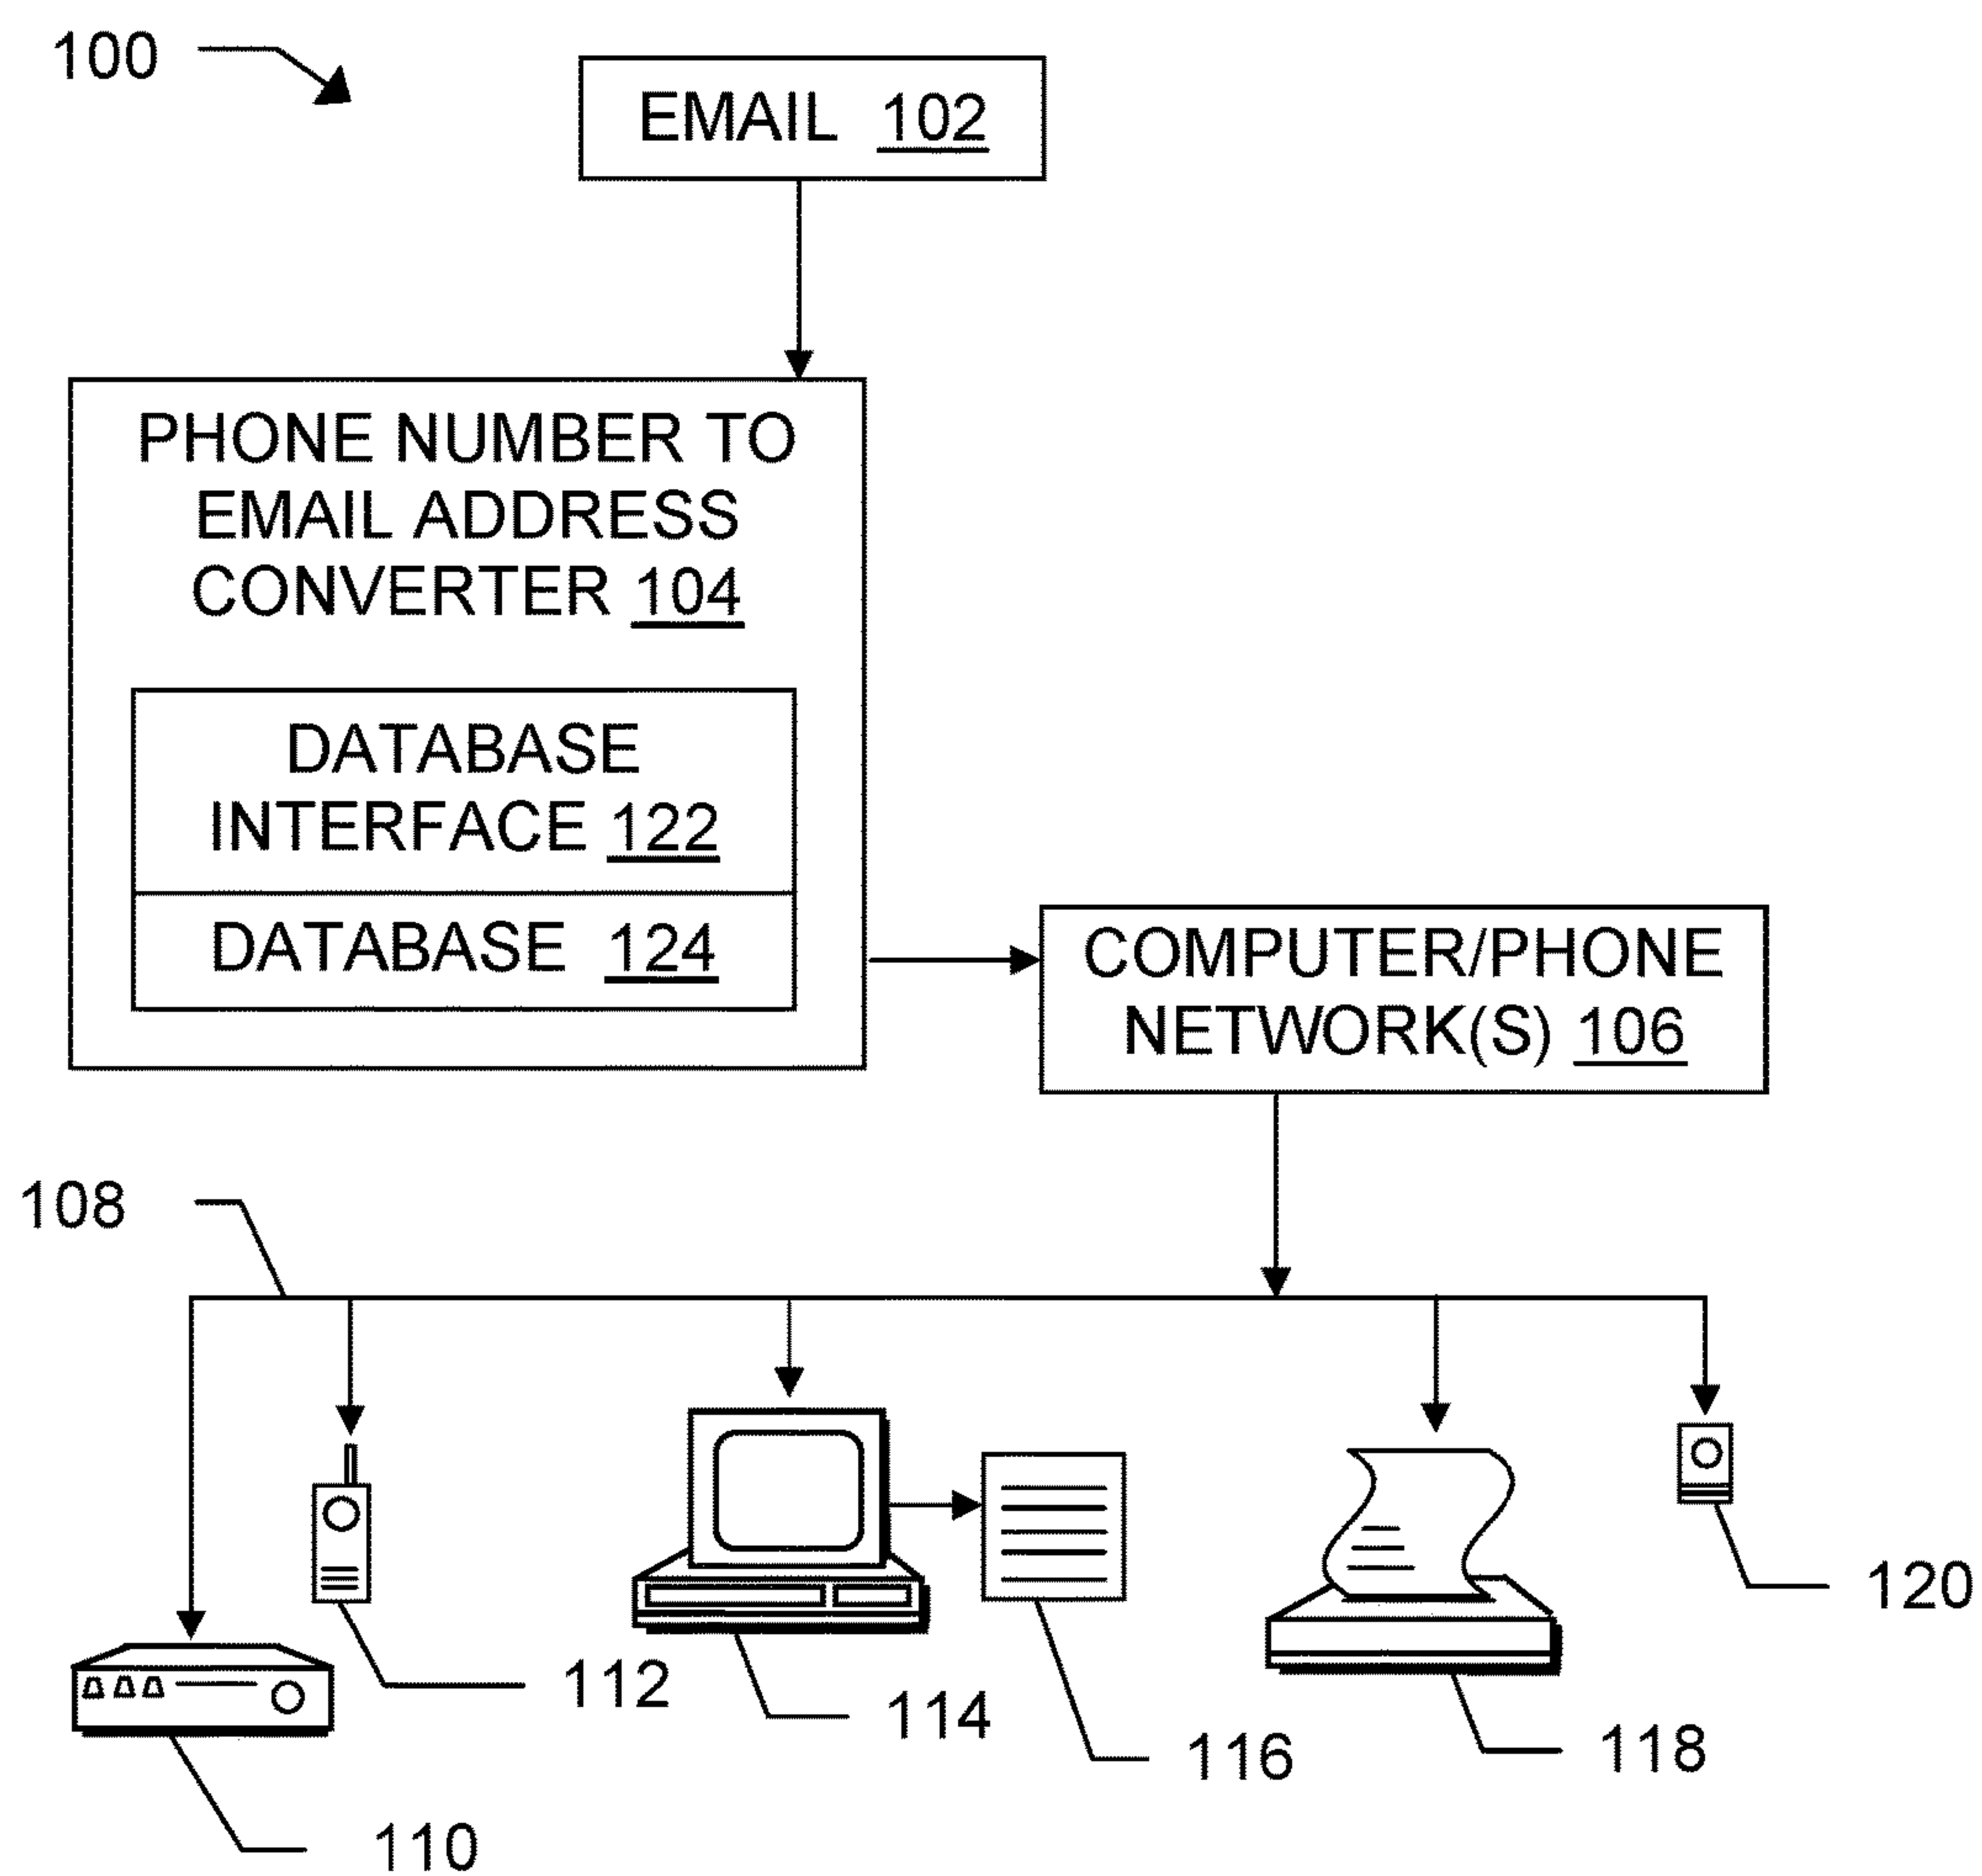 100
EMAIL 102
PHONE NUMBER TO
EMAIL ADDRESS
CONVERTER 104
DATABASE
INTERFACE 122
DATABASE 124
COMPUTER/PHONE
NETWORK(S) 106
108
120
112
114
116
118
110